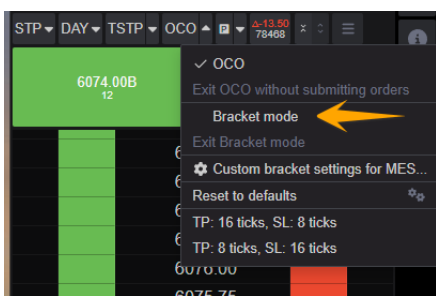 STP DAY TSTP OCO P Δ-13.50
78468
6074.00B
12
✓ OCO
Exit OCO without submitting orders
Bracket mode
Exit Bracket mode
Custom bracket settings for MES...
Reset to defaults
TP: 16 ticks, SL: 8 ticks
TP: 8 ticks, SL: 16 ticks
6076.00
6075.75